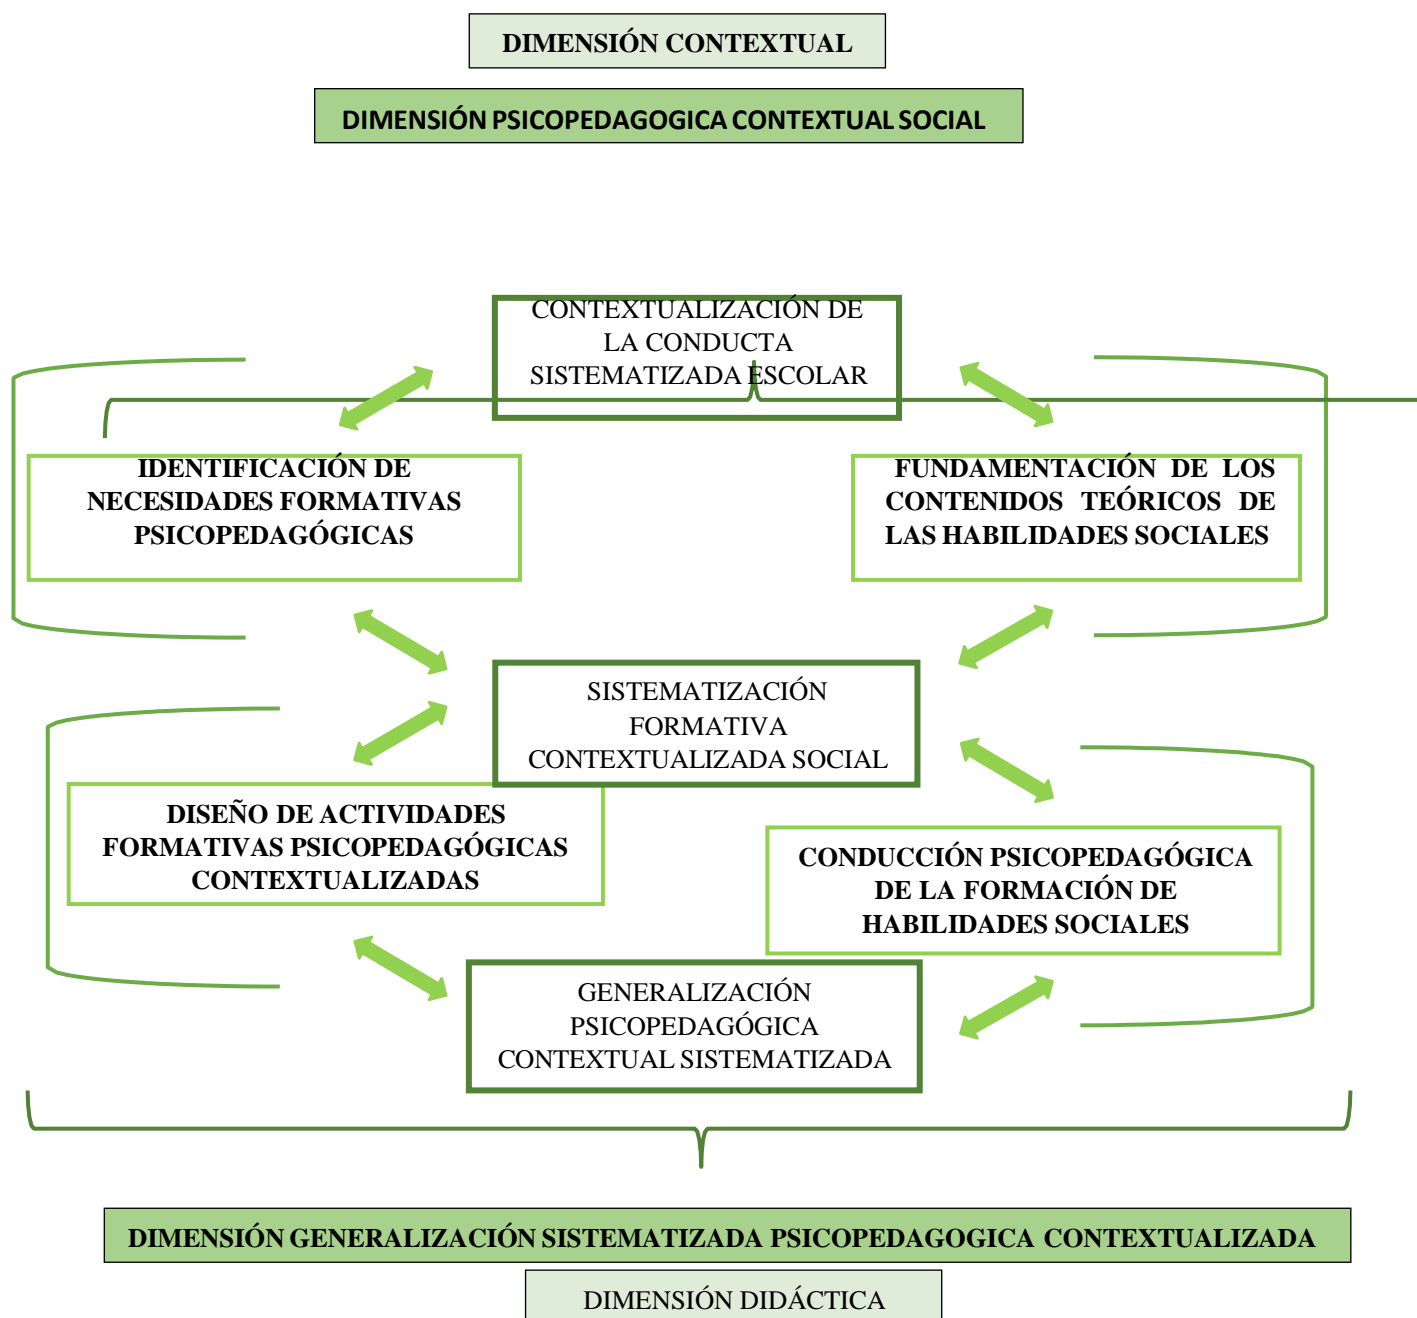 DIMENSIÓN CONTEXTUAL
DIMENSIÓN PSICOPEDAGOGICA CONTEXTUAL SOCIAL
CONTEXTUALIZACIÓN DE
LA CONDUCTA
SISTEMATIZADA ESCOLAR
IDENTIFICACIÓN DE
NECESIDADES FORMATIVAS
PSICOPEDAGÓGICAS
FUNDAMENTACIÓN DE LOS
CONTENIDOS TEÓRICOS DE
LAS HABILIDADES SOCIALES
SISTEMATIZACIÓN
FORMATIVA
CONTEXTUALIZADA SOCIAL
DISEÑO DE ACTIVIDADES
FORMATIVAS PSICOPEDAGÓGICAS
CONTEXTUALIZADAS
CONDUCCIÓN PSICOPEDAGÓGICA
DE LA FORMACIÓN DE
HABILIDADES SOCIALES
GENERALIZACIÓN
PSICOPEDAGÓGICA
CONTEXTUAL SISTEMATIZADA
DIMENSIÓN GENERALIZACIÓN SISTEMATIZADA PSICOPEDAGOGICA CONTEXTUALIZADA
DIMENSIÓN DIDÁCTICA